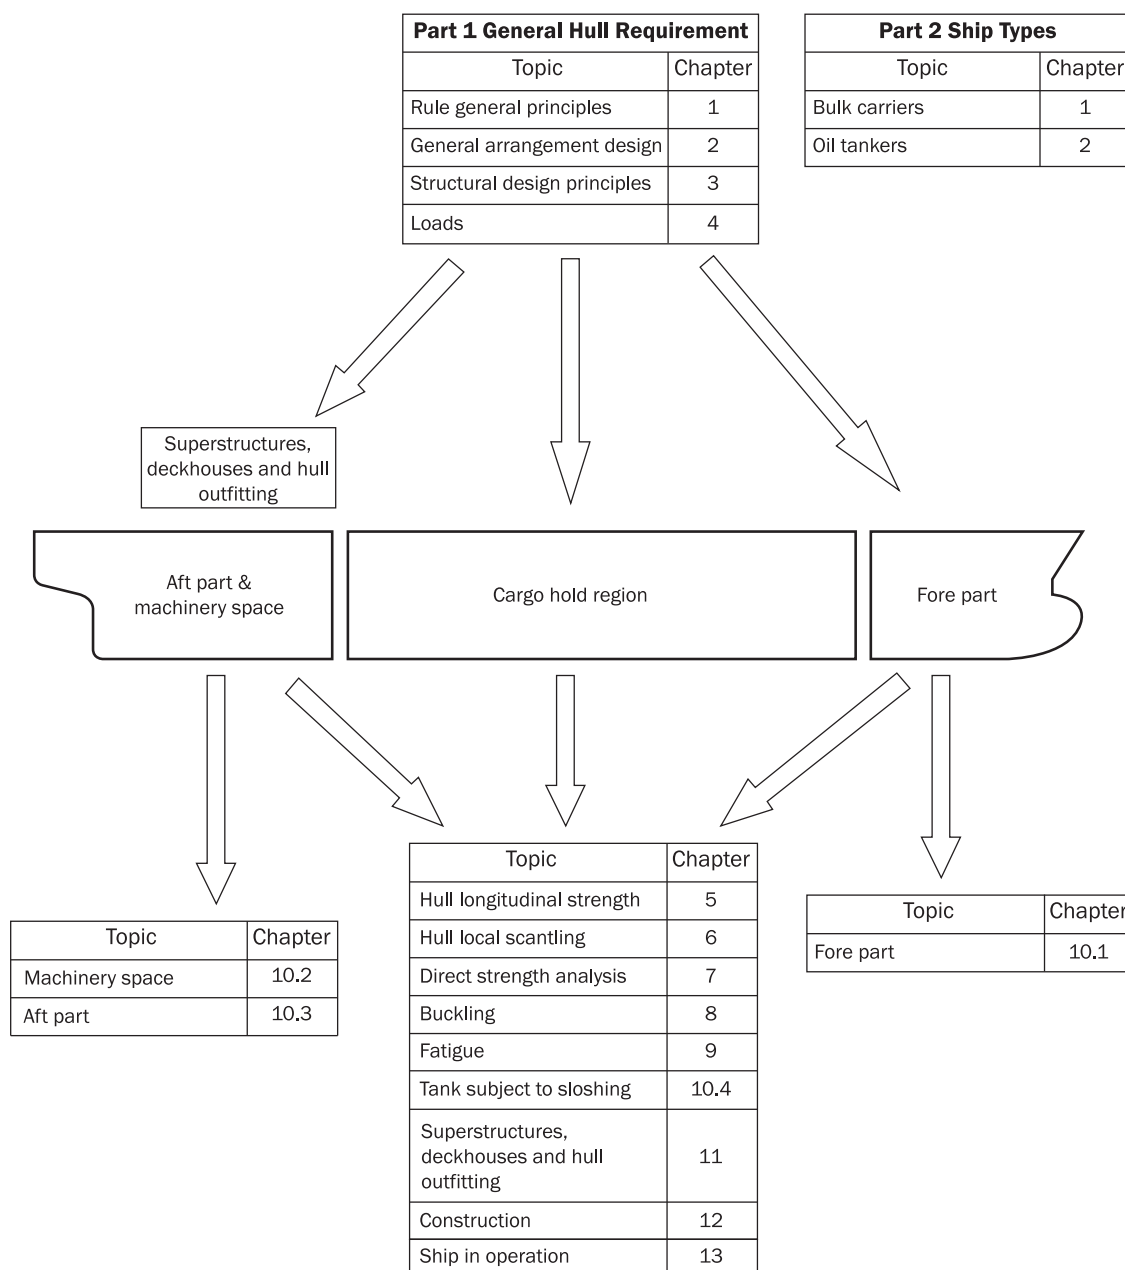 Part 1 General Hull Requirement
Topic Chapter
Rule general principles 1
General arrangement design 2
Structural design principles 3
Loads 4
Part 2 Ship Types
Topic Chapter
Bulk carriers 1
Oil tankers 2
Superstructures,
deckhouses and hull
outfitting
Aft part &
machinery space
Cargo hold region
Fore part
Topic Chapter
Machinery space 10.2
Aft part 10.3
Topic Chapter
Hull longitudinal strength 5
Hull local scantling 6
Direct strength analysis 7
Buckling 8
Fatigue 9
Tank subject to sloshing 10.4
Superstructures,
deckhouses and hull 11
outfitting
Construction 12
Ship in operation 13
Topic Chapter
Fore part 10.1